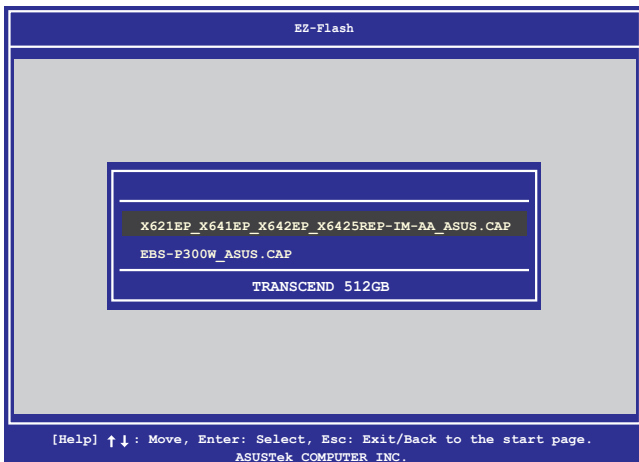 EZ-Flash
X621EP_X641EP_X642EP_X6425REP-IM-AA_ASUS.CAP
EBS-P300W_ASUS.CAP
TRANSCEND 512GB
[Help] ↑↓: Move, Enter: Select, Esc: Exit/Back to the start page.
ASUSTek COMPUTER INC.